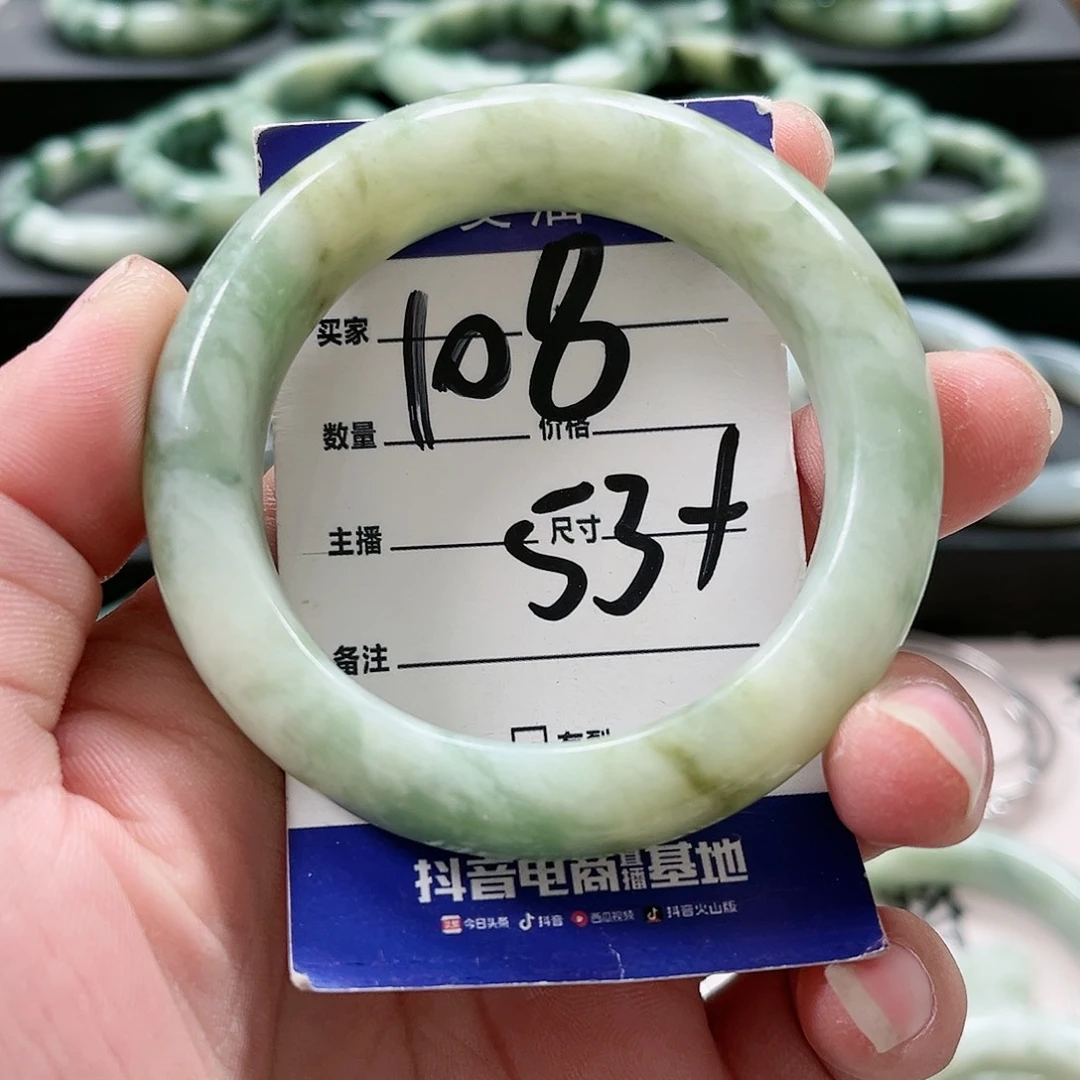 108
买家
数量 价格
53+
主播 尺寸
备注
抖音电商直播基地
今日头条 抖音 西瓜视频 抖音火山版